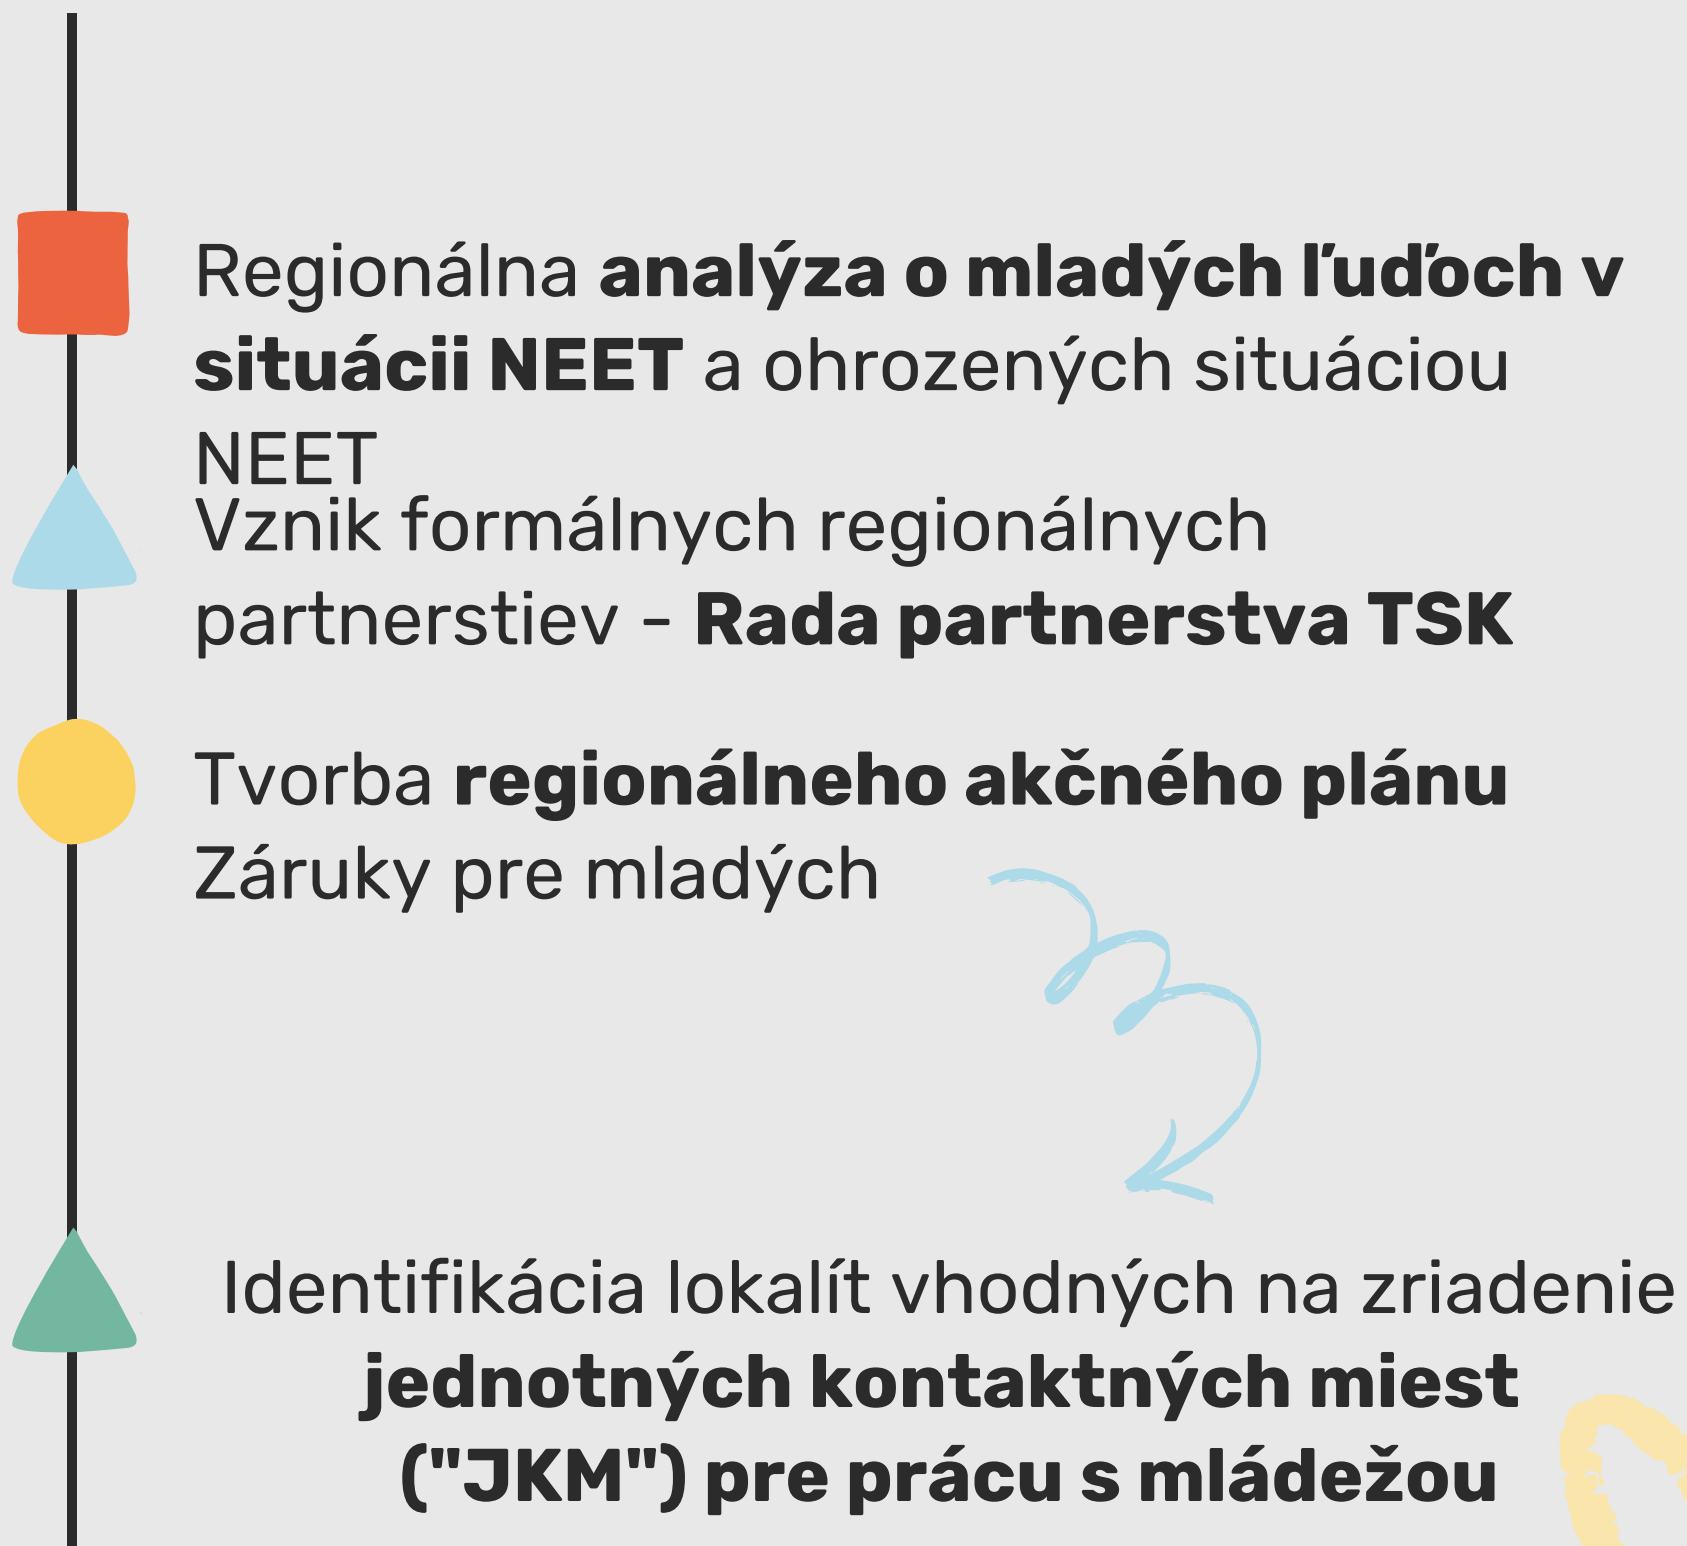 Regionálna analýza o mladých ľuďoch v
situácii NEET a ohrozených situáciou
NEET
Vznik formálnych regionálnych
partnerstiev - Rada partnerstva TSK
Tvorba regionálneho akčného plánu
Záruky pre mladých
Identifikácia lokalít vhodných na zriadenie
jednotných kontaktných miest
("JKM") pre prácu s mládežou